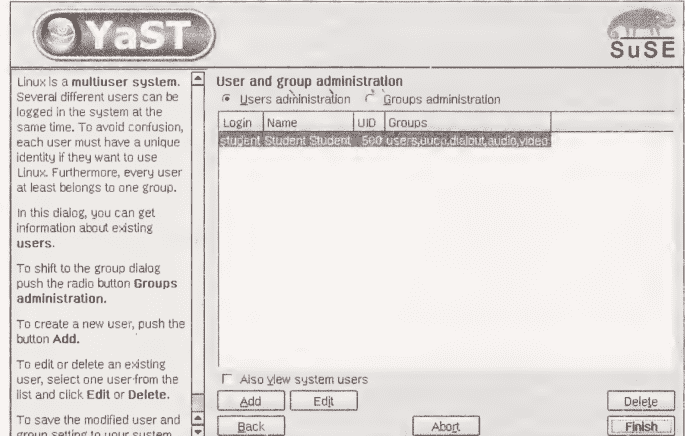 YaST
SuSE
Linux is a multiuser system.
Several different users can be
logged in the system at the
same time. To avoid confusion,
each user must have a unique
identity if they want to use
Linux. Furthermore, every user
at least belongs to one group.
In this dialog, you can get
information about existing
users.
To shift to the group dialog
push the radio button Groups
administration.
To create a new user, push the
button Add.
To edit or delete an existing
user, select one user from the
list and click Edit or Delete.
To save the modified user and
group setting to your system
User and group administration
Users administration Groups administration
Login Name UID Groups
student Student Student 500 users,uucp,dialout,audio,video
Also view system users
Add Edit Delete
Back Abort Finish